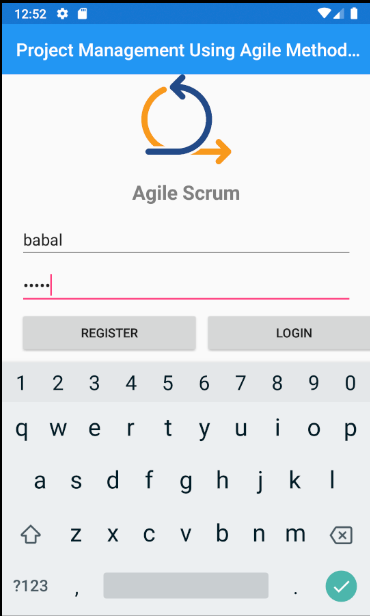 12:52
Project Management Using Agile Method...
Agile Scrum
babal
•••••
REGISTER LOGIN
1 2 3 4 5 6 7 8 9 0
q w e r t y u i o p
a s d f g h j k l
z x c v b n m
?123 , .